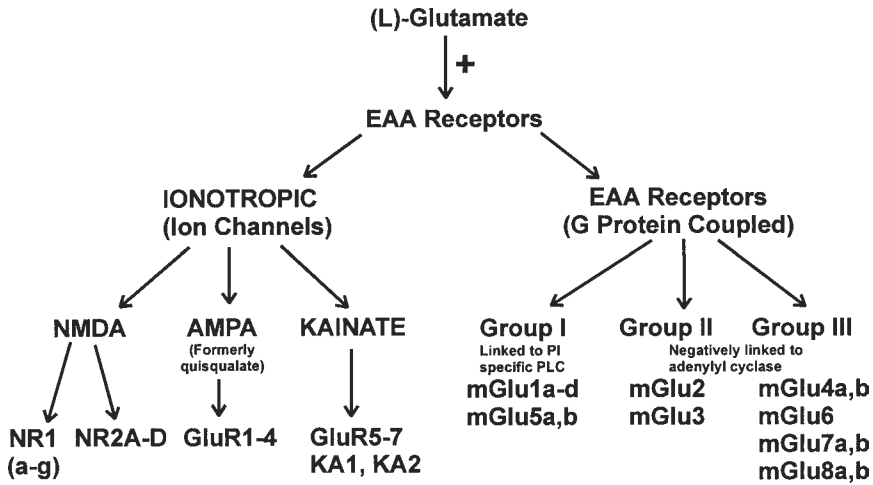 (L)-Glutamate
+
EAA Receptors
IONOTROPIC
(Ion Channels)
EAA Receptors
(G Protein Coupled)
NMDA
AMPA
(Formerly
quisqualate)
KAINATE
Group I
Linked to PI
specific PLC
mGlu1a-d
mGlu5a,b
Group II
Group III
Negatively linked to
adenylyl cyclase
mGlu2
mGlu3
mGlu4a,b
mGlu6
mGlu7a,b
mGlu8a,b
NR1
(a-g)
NR2A-D
GluR1-4
GluR5-7
KA1, KA2